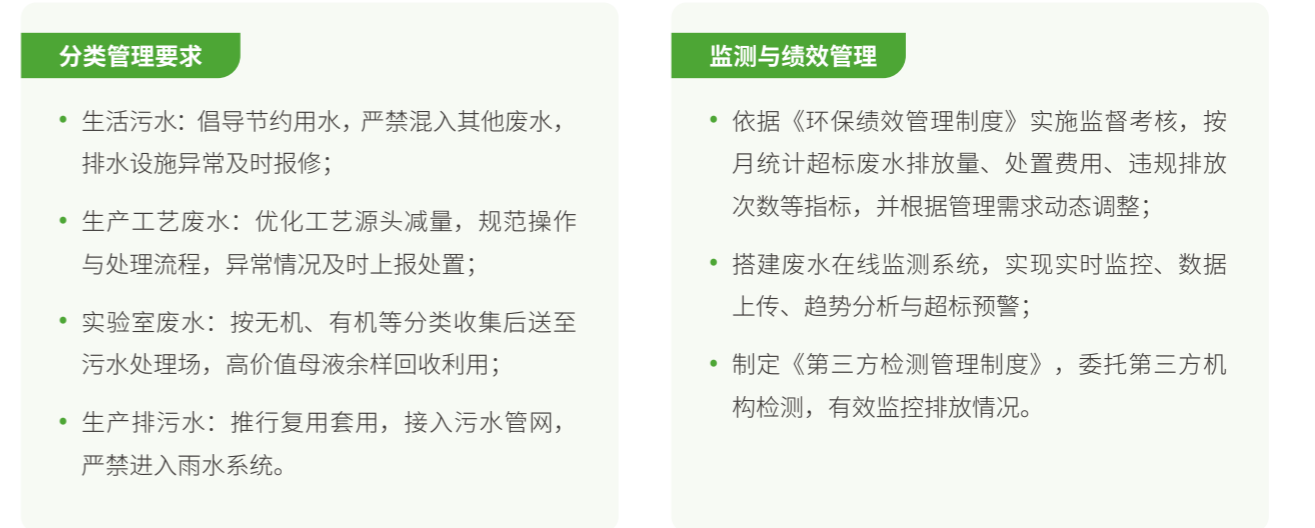 分类管理要求
• 生活污水：倡导节约用水，严禁混入其他废水，
排水设施异常及时报修；
• 生产工艺废水：优化工艺源头减量，规范操作
与处理流程，异常情况及时上报处置；
• 实验室废水：按无机、有机等分类收集后送至
污水处理场，高价值母液余样回收利用；
• 生产排污水：推行复用套用，接入污水管网，
严禁进入雨水系统。
监测与绩效管理
• 依据《环保绩效管理制度》实施监督考核，按
月统计超标废水排放量、处置费用、违规排放
次数等指标，并根据管理需求动态调整；
• 搭建废水在线监测系统，实现实时监控、数据
上传、趋势分析与超标预警；
• 制定《第三方检测管理制度》，委托第三方机
构检测，有效监控排放情况。